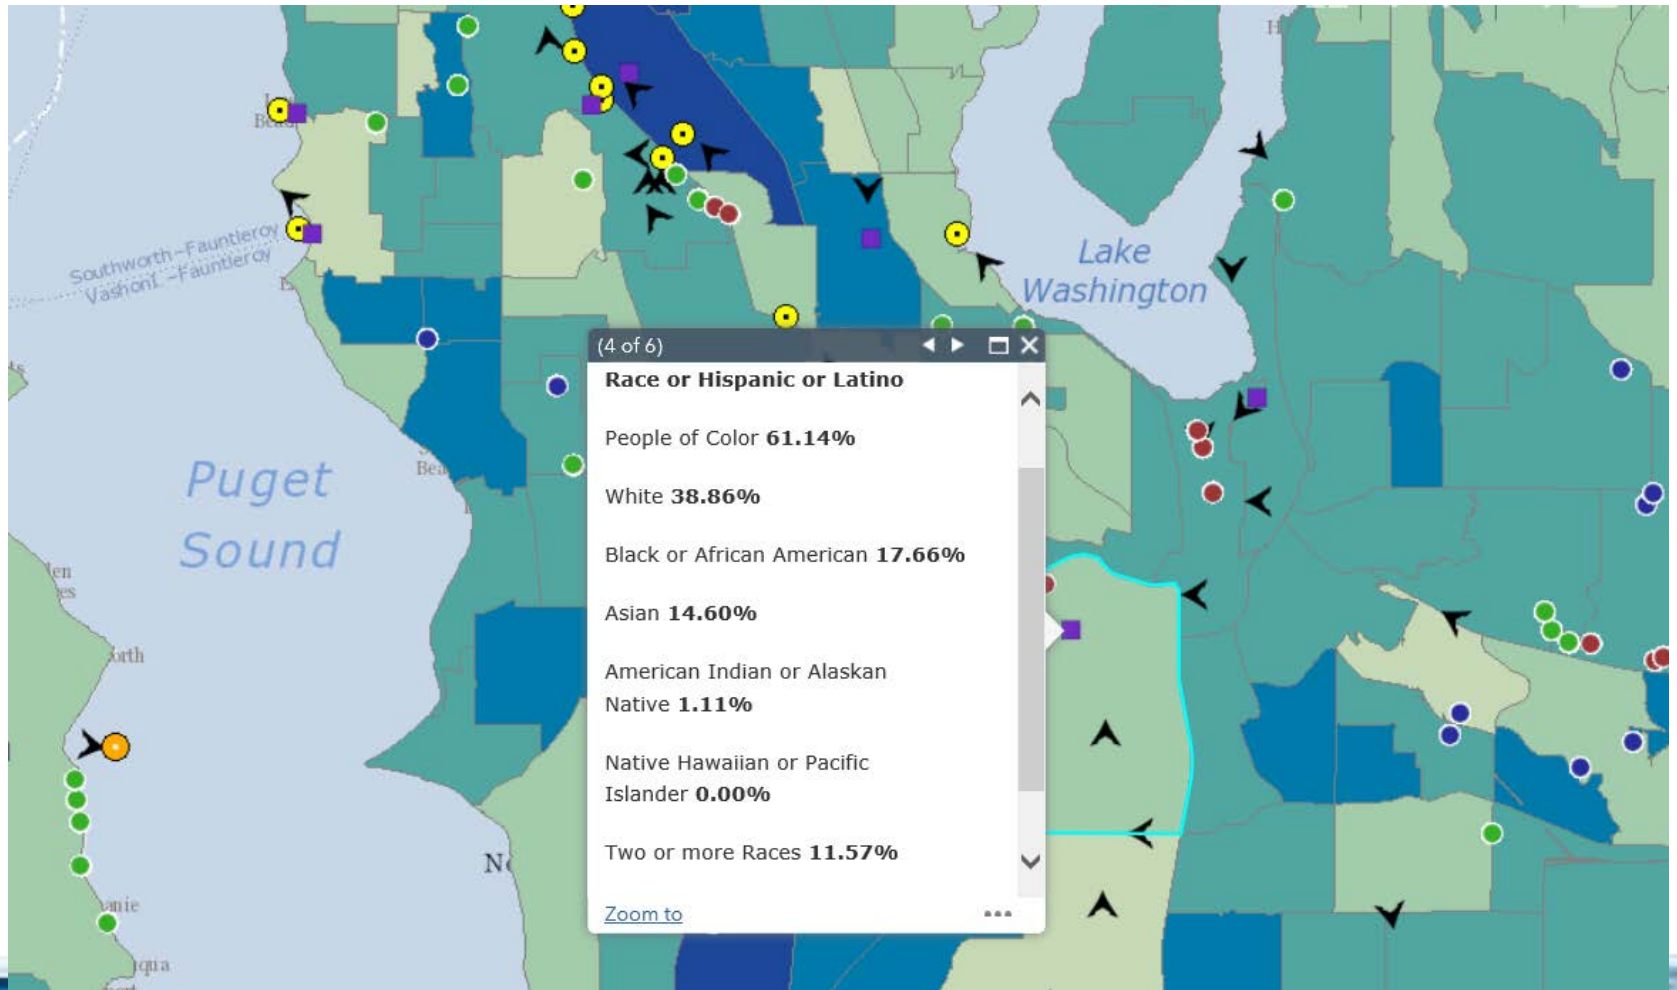 Southworth-Fauntleroy
VashonI.-Fauntleroy
Lake
Washington
Puget
Sound
(4 of 6)
Race or Hispanic or Latino
People of Color 61.14%
White 38.86%
Black or African American 17.66%
Asian 14.60%
American Indian or Alaskan
Native 1.11%
Native Hawaiian or Pacific
Islander 0.00%
Two or more Races 11.57%
Zoom to